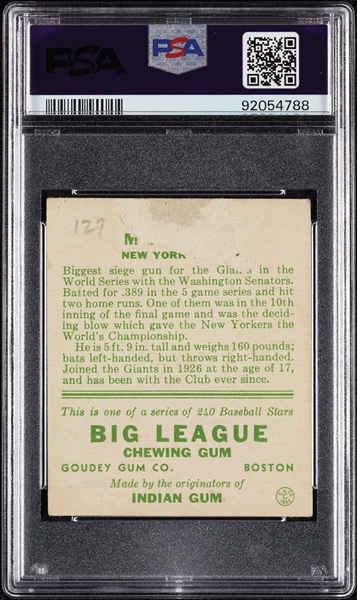 PSA
PSA
92054788
127
M
NEW YORK
Biggest siege gun for the Giants in the
World Series with the Washington Senators.
Batted for .389 in the 5 game series and hit
two home runs. One of them was in the 10th
inning of the final game and was the decid-
ing blow which gave the New Yorkers the
World's Championship.
He is 5 ft. 9 in. tall and weighs 160 pounds;
bats left-handed, but throws right-handed.
Joined the Giants in 1926 at the age of 17,
and has been with the Club ever since.
This is one of a series of 240 Baseball Stars
BIG LEAGUE
CHEWING GUM
GOUDEY GUM CO. BOSTON
Made by the originators of
INDIAN GUM